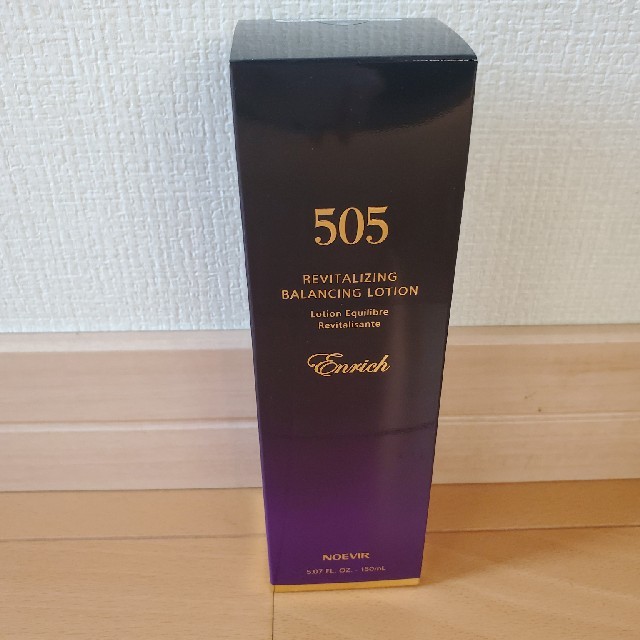 505
REVITALIZING
BALANCING LOTION
Lotion Equilibre
Revitalisante
Enrich
NOEVIR
5.07 FL. OZ. - 150mL